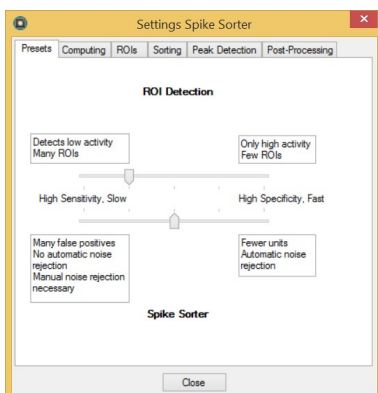 Settings Spike Sorter
Presets Computing ROIs Sorting Peak Detection Post-Processing
ROI Detection
Detects low activity
Many ROIs
Only high activity
Few ROIs
High Sensitivity, Slow
High Specificity, Fast
Many false positives
No automatic noise
rejection
Manual noise rejection
necessary
Fewer units
Automatic noise
rejection
Spike Sorter
Close